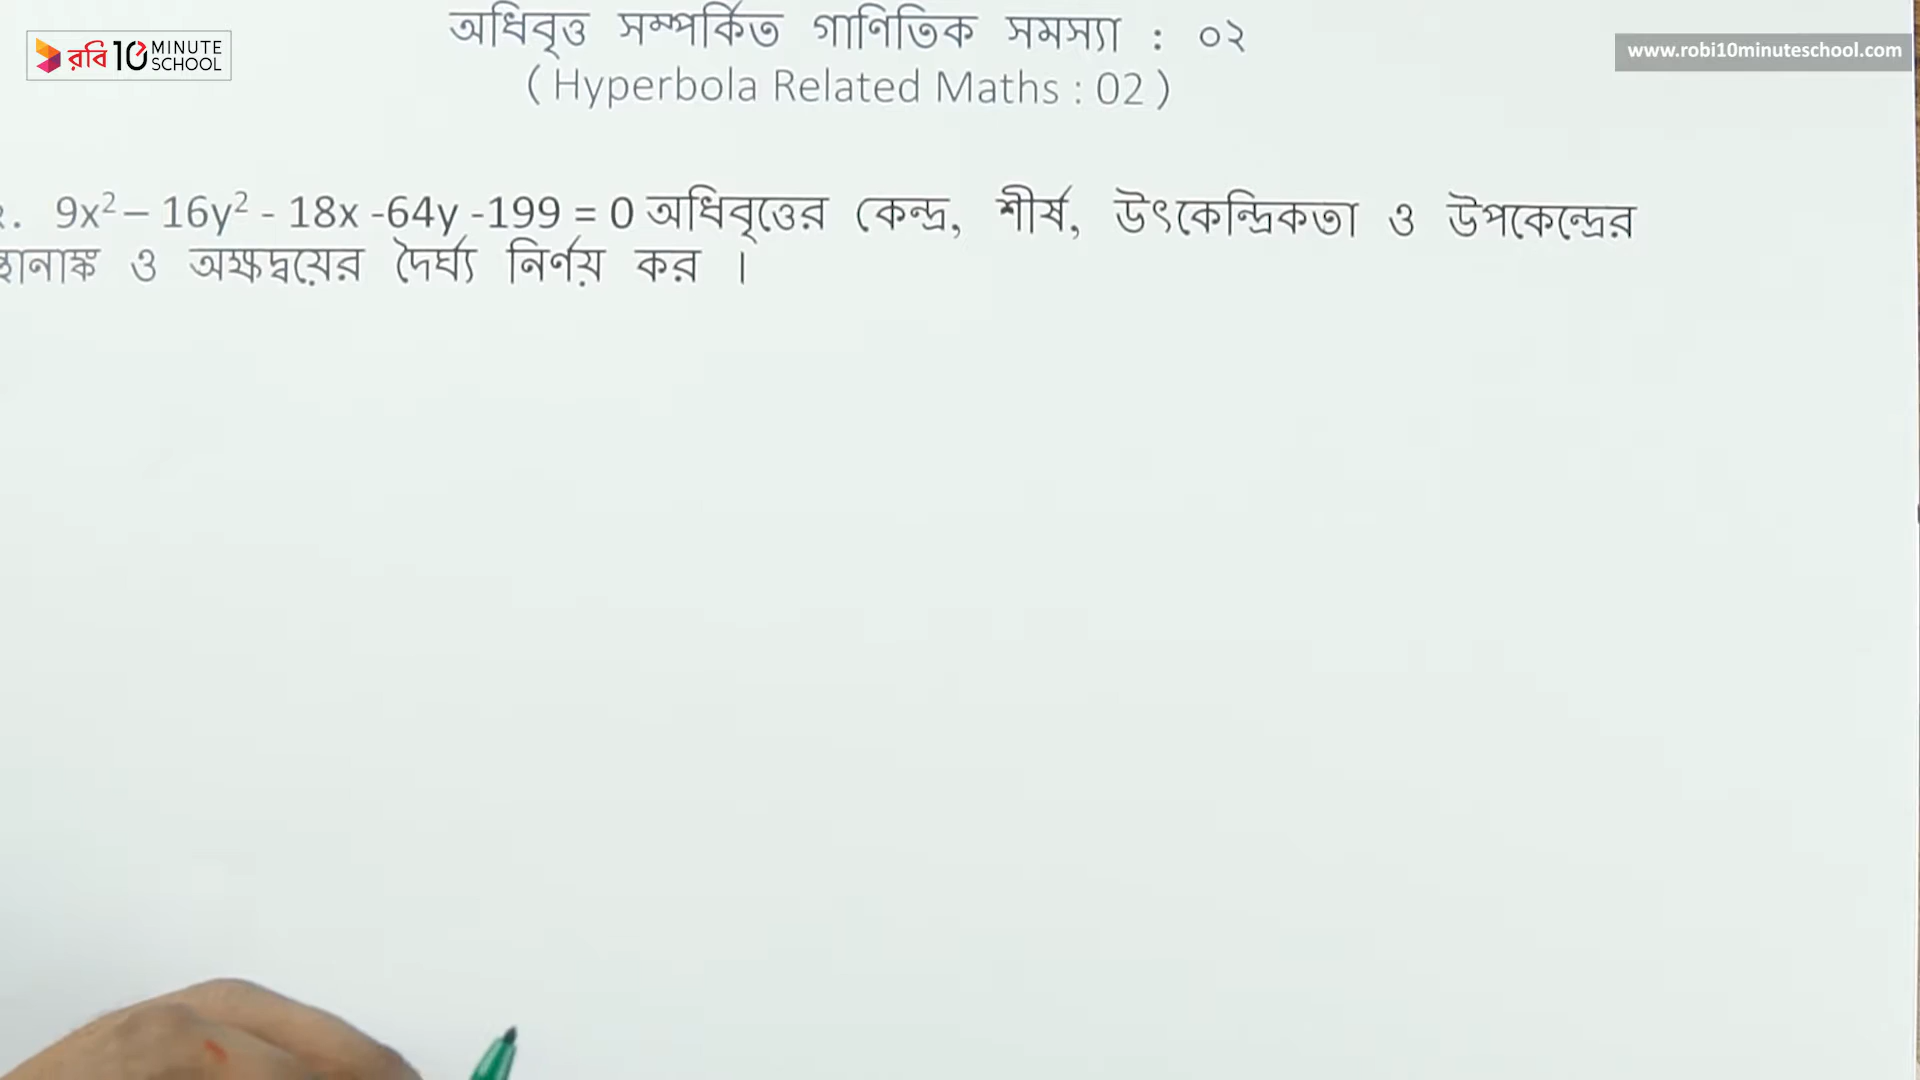 রবি 10 MINUTE SCHOOL
www.robi10minuteschool.com
অধিবৃত্ত সম্পর্কিত গাণিতিক সমস্যা : ০২
( Hyperbola Related Maths : 02 )
9x² – 16y² - 18x -64y -199 = 0 অধিবৃত্তের কেন্দ্র, শীর্ষ, উৎকেন্দ্রিকতা ও উপকেন্দ্রের
ও অক্ষদ্বয়ের দৈর্ঘ্য নির্ণয় কর ।